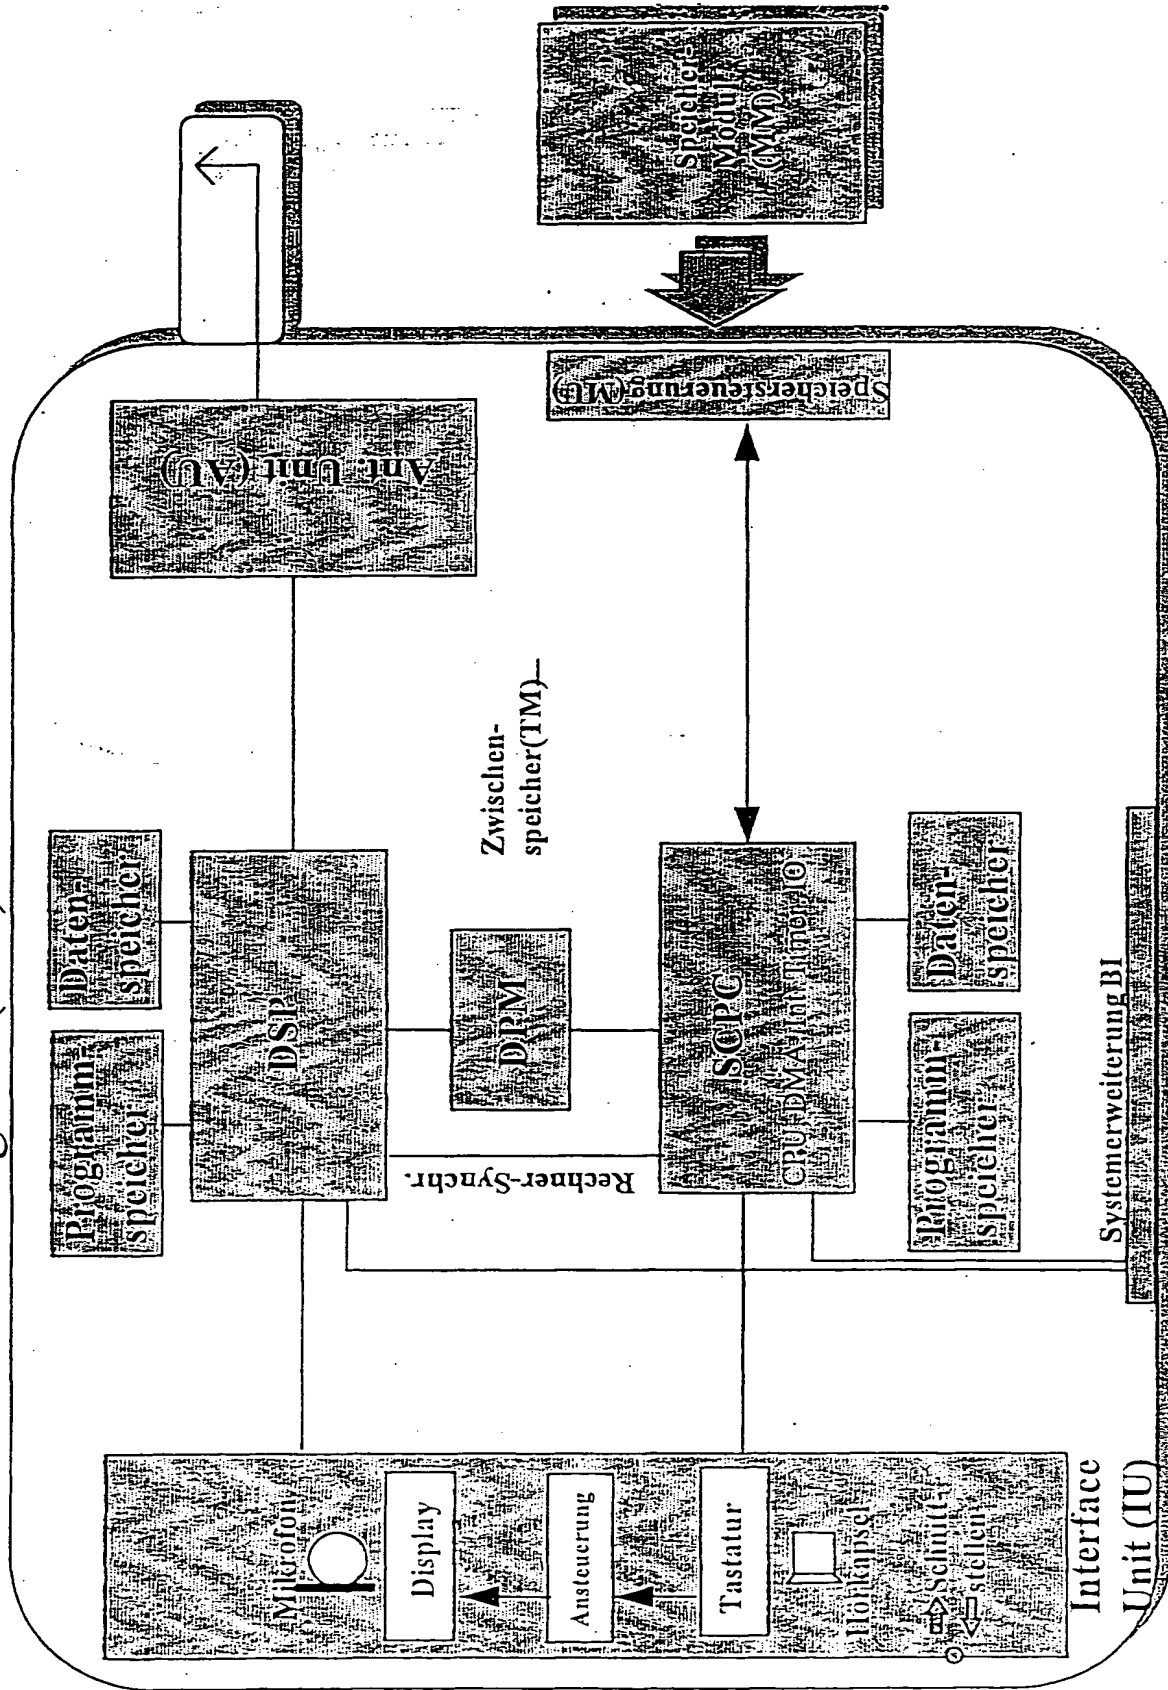 Mikrofon
Display
Ansteuerung
Tastatur
Hörkapsel
Schnitt-
stellen
Interface
Unit (IU)
Programm-
speicher
Daten-
speicher
DSP
Rechner-Synchr.
DPM
Zwischen-
speicher(TM)
SCPC
CPU DMA Int Timer IO
Programm-
speicher
Daten-
speicher
Systemerweiterung BI
Ant. Unit (AU)
Speichersteuerung (MU)
Speicher-
Modul
(MM)